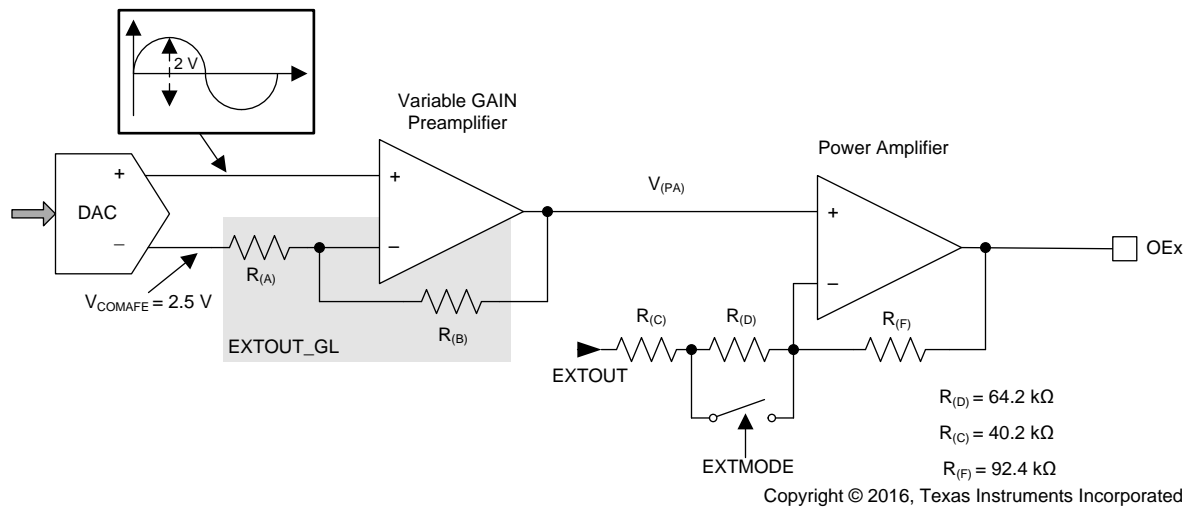 2 V
Variable GAIN
Preamplifier
Power Amplifier
+
DAC
–
+
–
V(PA)
+
–
OEx
R(A)
VCOMAFE = 2.5 V
R(B)
EXTOUT_GL
R(C)
R(D)
R(F)
EXTOUT
EXTMODE
R(D) = 64.2 kΩ
R(C) = 40.2 kΩ
R(F) = 92.4 kΩ
Copyright © 2016, Texas Instruments Incorporated